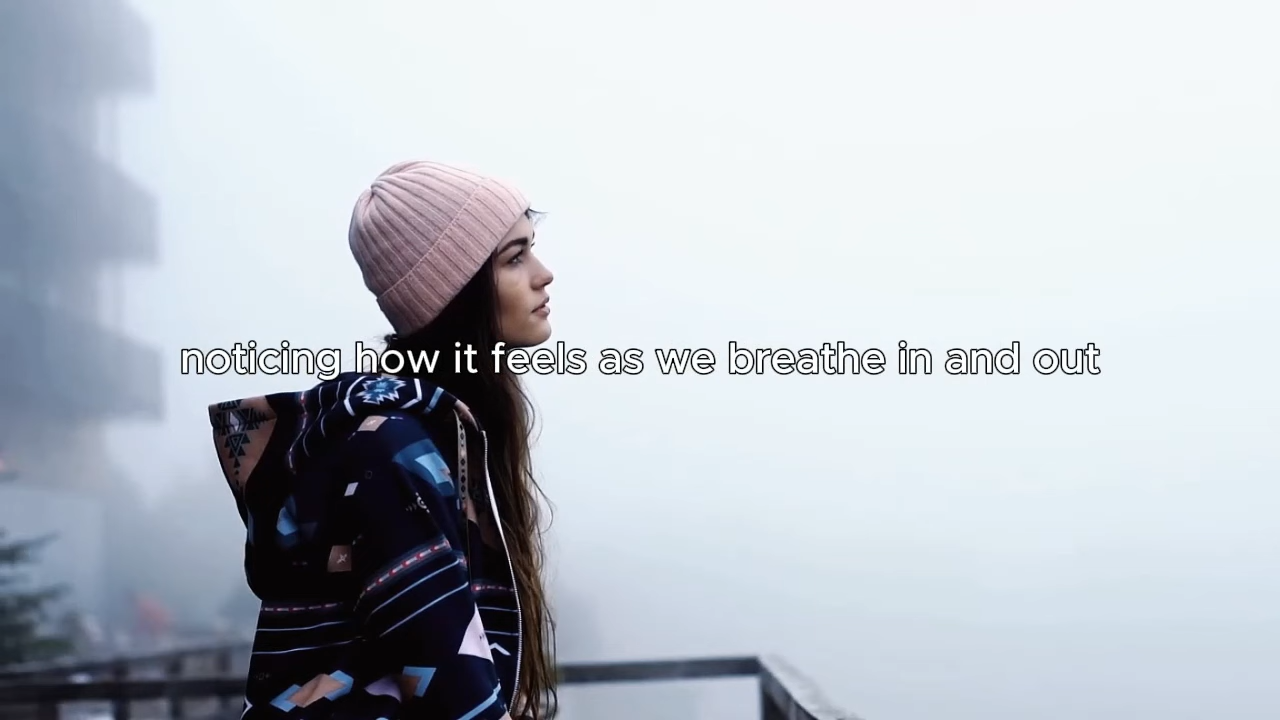 noticing how it feels as we breathe in and out